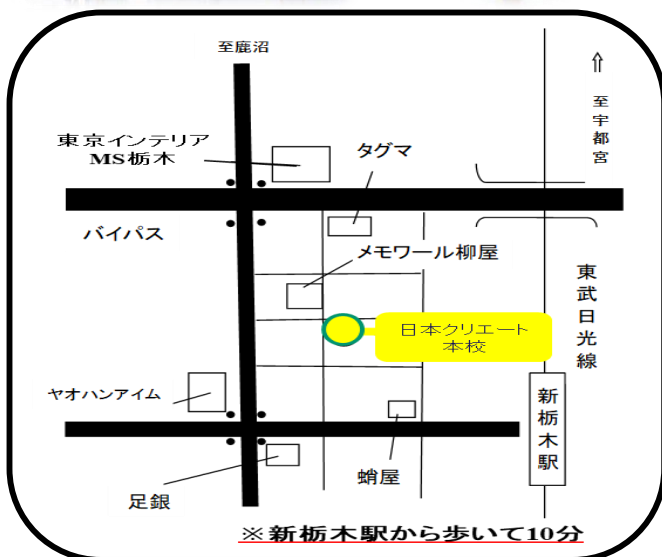 至鹿沼
至宇都宮
東京インテリア
MS栃木
タグマ
バイパス
メモワール柳屋
東武日光線
日本クリエート
本校
ヤオハンアイム
新栃木駅
足銀
蛸屋
※新栃木駅から歩いて10分